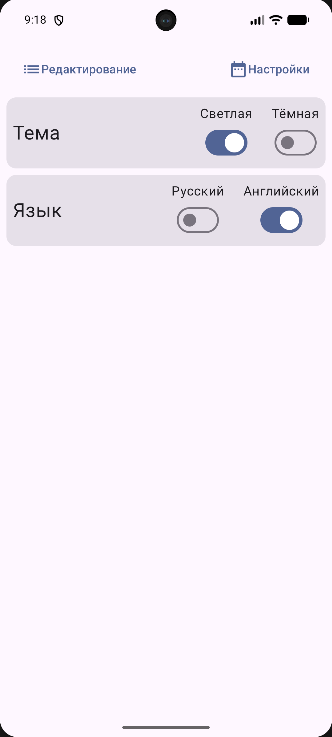 9:18
Редактирование
Настройки
Светлая Тёмная
Тема
Русский Английский
Язык